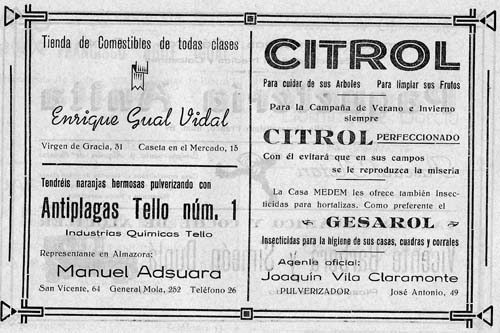 Tienda de Comestibles de todas clases
Enrique Gual Vidal
Virgen de Gracia, 31 Caseta en el Mercado, 15
Tendréis naranjas hermosas pulverizando con
Antiplagas Tello núm. 1
Industrias Químicas Tello
Representante en Almazora:
Manuel Adsuara
San Vicente, 64 General Mola, 252 Teléfono 26
CITROL
Para cuidar de sus Arboles Para limpiar sus Frutos
Para la Campaña de Verano e Invierno
siempre
CITROL PERFECCIONADO
Con él evitará que en sus campos
se le reproduzca la miseria
La Casa MEDEM les ofrece también Insec-
ticidas para hortalizas. Como preferente el
GESAROL
Insecticidas para la higiene de sus casas, cuadras y corrales
Agente oficial:
Joaquín Vila Claramonte
PULVERIZADOR José Antonio, 49